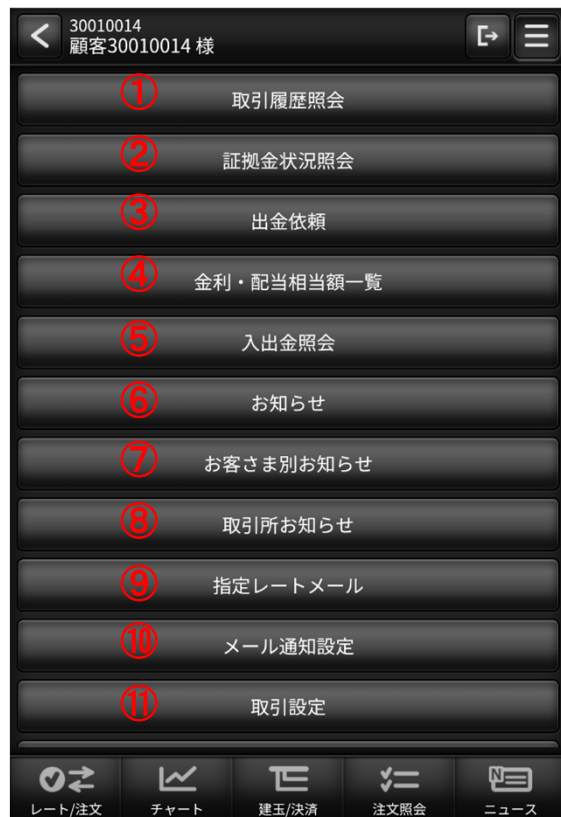 30010014
顧客30010014 様
① 取引履歴照会
② 証拠金状況照会
③ 出金依頼
④ 金利・配当相当額一覧
⑤ 入出金照会
⑥ お知らせ
⑦ お客さま別お知らせ
⑧ 取引所お知らせ
⑨ 指定レートメール
⑩ メール通知設定
⑪ 取引設定
レート/注文 チャート 建玉/決済 注文照会 ニュース